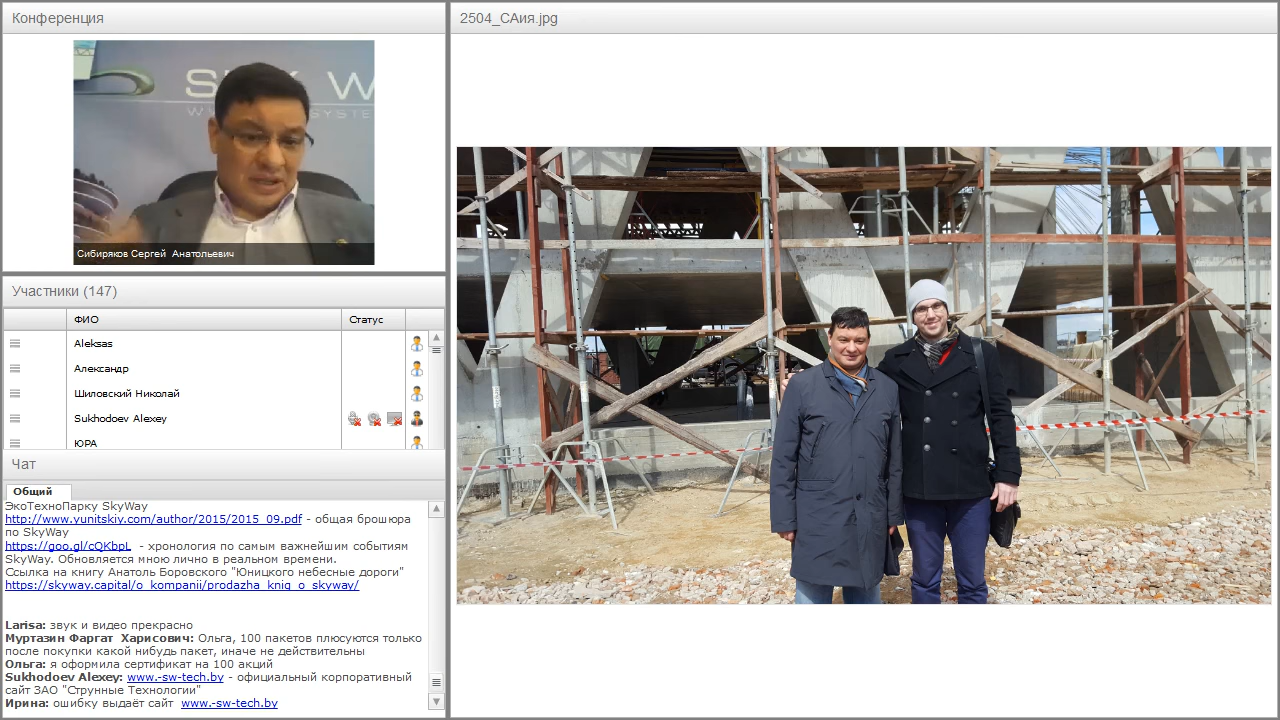 Конференция
SKY W
Сибиряков Сергей Анатольевич
Участники (147)
ФИО
Статус
Aleksas
Александр
Шиловский Николай
Sukhodoev Alexey
ЮРА
Чат
Общий
ЭкоТехноПарку SkyWay
http://www.yunitskiy.com/author/2015/2015_09.pdf - общая брошюра
по SkyWay
https://goo.gl/cQKbpL - хронология по самым важнейшим событиям
SkyWay. Обновляется мною лично в реальном времени.
Ссылка на книгу Анатоль Боровского "Юницкого небесные дороги"
https://skyway.capital/o_kompanii/prodazha_knig_o_skyway/
Larisa: звук и видео прекрасно
Муртазин Фаргат Харисович: Ольга, 100 пакетов плюсуются только
после покупки какой нибудь пакет, иначе не действительны
Ольга: я оформила сертификат на 100 акций
Sukhodoev Alexey: www.-sw-tech.by - официальный корпоративный
сайт ЗАО "Струнные Технологии"
Ирина: ошибку выдаёт сайт www.-sw-tech.by
2504_САия.jpg